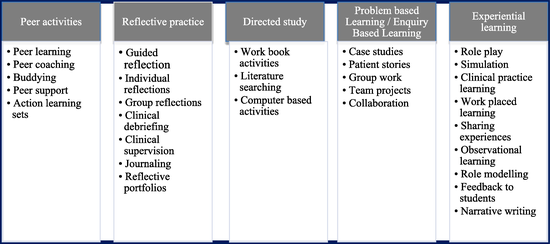 Peer activities
Peer learning
Peer coaching
Buddying
Peer support
Action learning
sets
Reflective practice
Guided
reflection
Individual
reflections
Group reflections
Clinical
debriefing
Clinical
supervision
Journaling
Reflective
portfolios
Directed study
Work book
activities
Literature
searching
Computer based
activities
Problem based
Learning / Enquiry
Based Learning
Case studies
Patient stories
Group work
Team projects
Collaboration
Experiential
learning
Role play
Simulation
Clinical practice
learning
Work placed
learning
Sharing
experiences
Observational
learning
Role modelling
Feedback to
students
Narrative writing